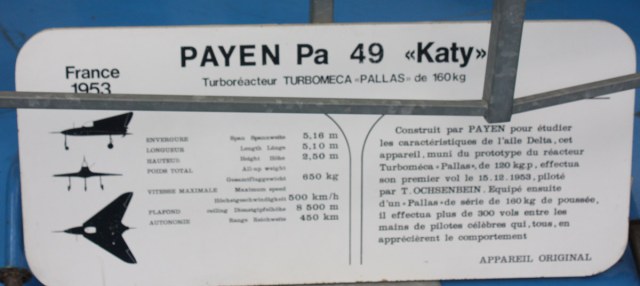 PAYEN Pa 49 «Katy»
Turboréacteur TURBOMECA «PALLAS» de 160kg
France
1953
ENVERGURE Span Spannweite 5,16 m
LONGUEUR Length Länge 5,10 m
HAUTEUR Height Höhe 2,50 m
POIDS TOTAL All-up weight
650 kg
VITESSE MAXIMALE Maximum speed
Höchstgeschwindigkeit 500 km/h
PLAFOND ceiling Dienstgipfelhöhe 8 500 m
AUTONOMIE Range Reichweite 450 km
Construit par PAYEN pour étudier
les caractéristiques de l'aile Delta, cet
appareil, muni du prototype du réacteur
Turboméca «Pallas», de 120 kg.p, effectua
son premier vol le 15.12.1953, piloté
par T. OCHSENBEIN. Equipé ensuite
d'un «Pallas» de série de 160 kg de poussée,
il effectua plus de 300 vols entre les
mains de pilotes célèbres qui, tous, en
apprécièrent le comportement
APPAREIL ORIGINAL